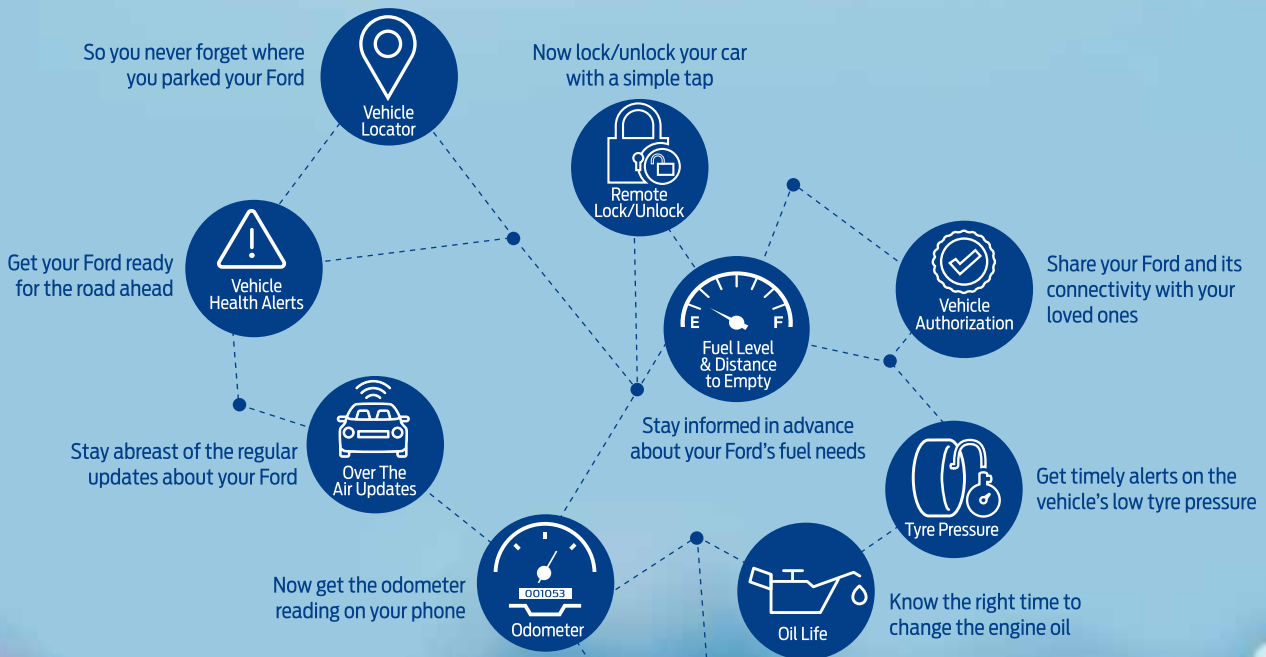 So you never forget where
you parked your Ford
Vehicle
Locator
Now lock/unlock your car
with a simple tap
Remote
Lock/Unlock
Get your Ford ready
for the road ahead
Vehicle
Health Alerts
E F
Fuel Level
& Distance
to Empty
Stay informed in advance
about your Ford's fuel needs
Vehicle
Authorization
Share your Ford and its
connectivity with your
loved ones
Stay abreast of the regular
updates about your Ford
Over The
Air Updates
Tyre Pressure
Get timely alerts on the
vehicle's low tyre pressure
Now get the odometer
reading on your phone
001053
Odometer
Oil Life
Know the right time to
change the engine oil